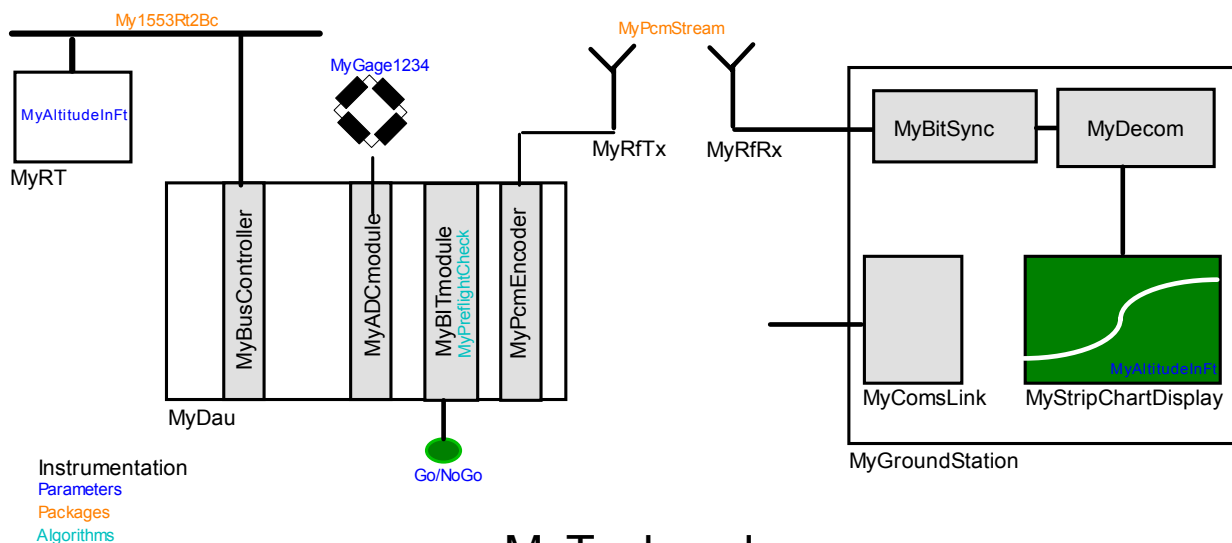 My1553Rt2Bc
MyPcmStream
MyGage1234
MyAltitudeInFt
MyBitSync
MyDecom
MyRT
MyRfTx
MyRfRx
MyBusController
MyADCmodule
MyBITmodule
MyPreflightCheck
MyPcmEncoder
MyAltitudeInFt
MyDau
MyComsLink
MyStripChartDisplay
Go/NoGo
MyGroundStation
Instrumentation
Parameters
Packages
Algorithms